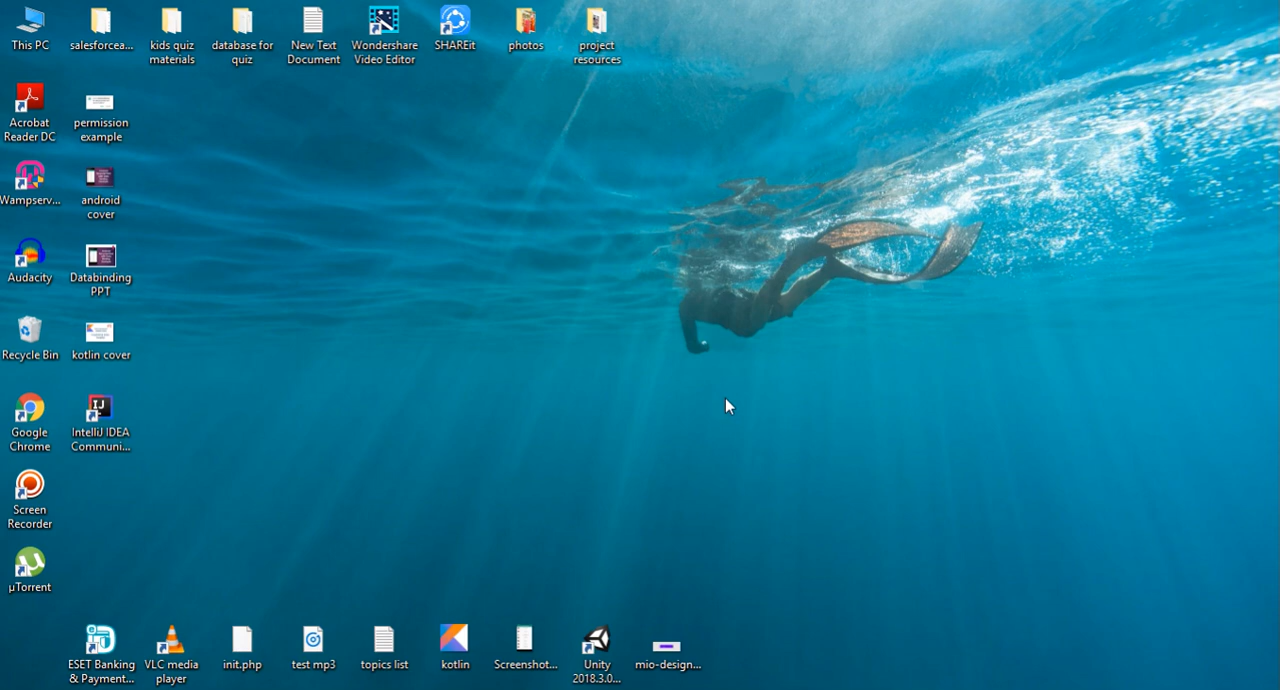 This PC
salesforcea...
kids quiz
materials
database for
quiz
New Text
Document
Wondershare
Video Editor
SHAREit
photos
project
resources
Acrobat
Reader DC
permission
example
Wampserv...
android
cover
Audacity
Databinding
PPT
Recycle Bin
kotlin cover
Google
Chrome
IntelliJ IDEA
Communi...
Screen
Recorder
µTorrent
ESET Banking
& Payment...
VLC media
player
init.php
test mp3
topics list
kotlin
Screenshot...
Unity
2018.3.0...
mio-design...